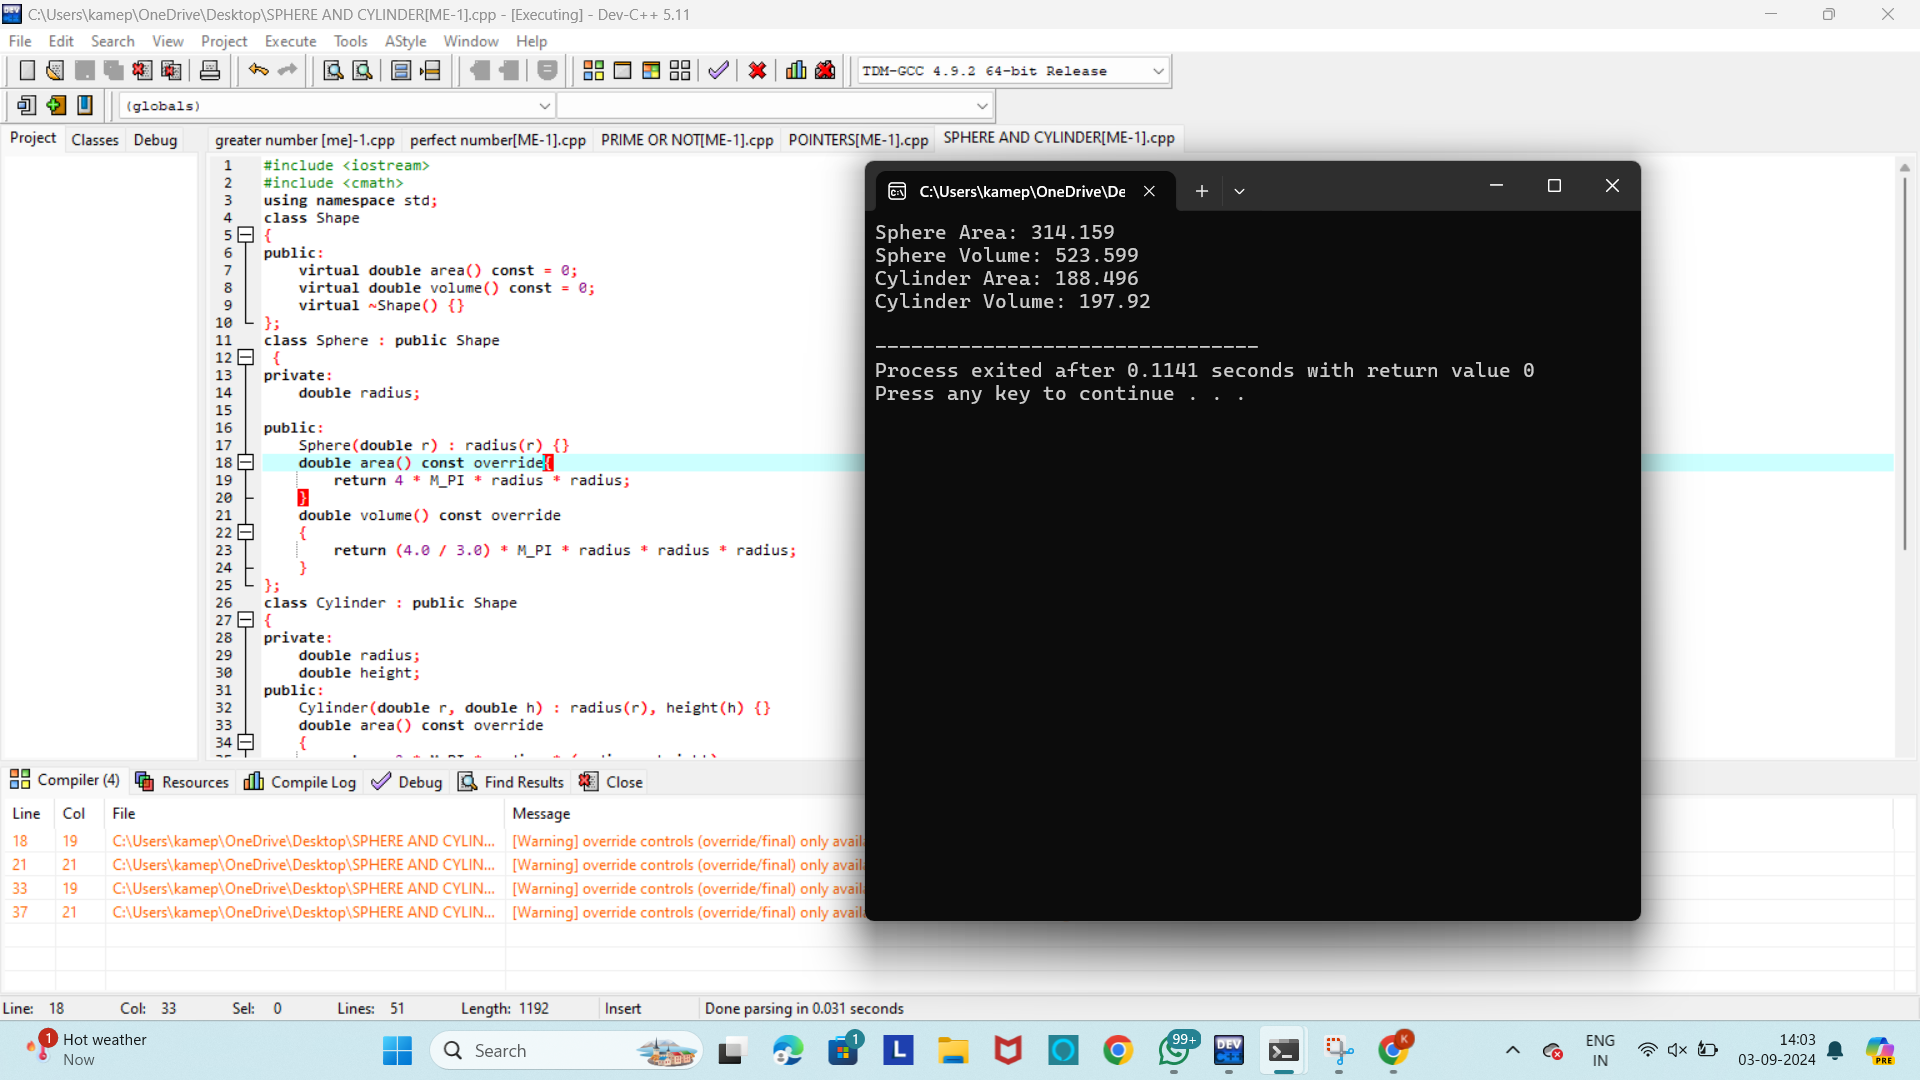 C:\Users\kamep\OneDrive\Desktop\SPHERE AND CYLINDER[ME-1].cpp - [Executing] - Dev-C++ 5.11
File Edit Search View Project Execute Tools AStyle Window Help
TDM-GCC 4.9.2 64-bit Release
(globals)
Project Classes Debug
greater number [me]-1.cpp perfect number[ME-1].cpp PRIME OR NOT[ME-1].cpp POINTERS[ME-1].cpp SPHERE AND CYLINDER[ME-1].cpp
1 #include <iostream>
2 #include <cmath>
3 using namespace std;
4 class Shape
5 {
6 public:
7 virtual double area() const = 0;
8 virtual double volume() const = 0;
9 virtual ~Shape() {}
10 };
11 class Sphere : public Shape
12 {
13 private:
14 double radius;
15
16 public:
17 Sphere(double r) : radius(r) {}
18 double area() const override{
19 return 4 * M_PI * radius * radius;
20 }
21 double volume() const override
22 {
23 return (4.0 / 3.0) * M_PI * radius * radius * radius;
24 }
25 };
26 class Cylinder : public Shape
27 {
28 private:
29 double radius;
30 double height;
31 public:
32 Cylinder(double r, double h) : radius(r), height(h) {}
33 double area() const override
34 {
C:\Users\kamep\OneDrive\De
Sphere Area: 314.159
Sphere Volume: 523.599
Cylinder Area: 188.496
Cylinder Volume: 197.92
--------------------------------
Process exited after 0.1141 seconds with return value 0
Press any key to continue . . .
Compiler (4) Resources Compile Log Debug Find Results Close
Line Col File Message
18 19 C:\Users\kamep\OneDrive\Desktop\SPHERE AND CYLIN... [Warning] override controls (override/final) only avail
21 21 C:\Users\kamep\OneDrive\Desktop\SPHERE AND CYLIN... [Warning] override controls (override/final) only avail
33 19 C:\Users\kamep\OneDrive\Desktop\SPHERE AND CYLIN... [Warning] override controls (override/final) only avail
37 21 C:\Users\kamep\OneDrive\Desktop\SPHERE AND CYLIN... [Warning] override controls (override/final) only avail
Line: 18 Col: 33 Sel: 0 Lines: 51 Length: 1192 Insert Done parsing in 0.031 seconds
1 Hot weather
Now
Search
1
L
99+
DEV
K
ENG
IN
14:03
03-09-2024
PRE